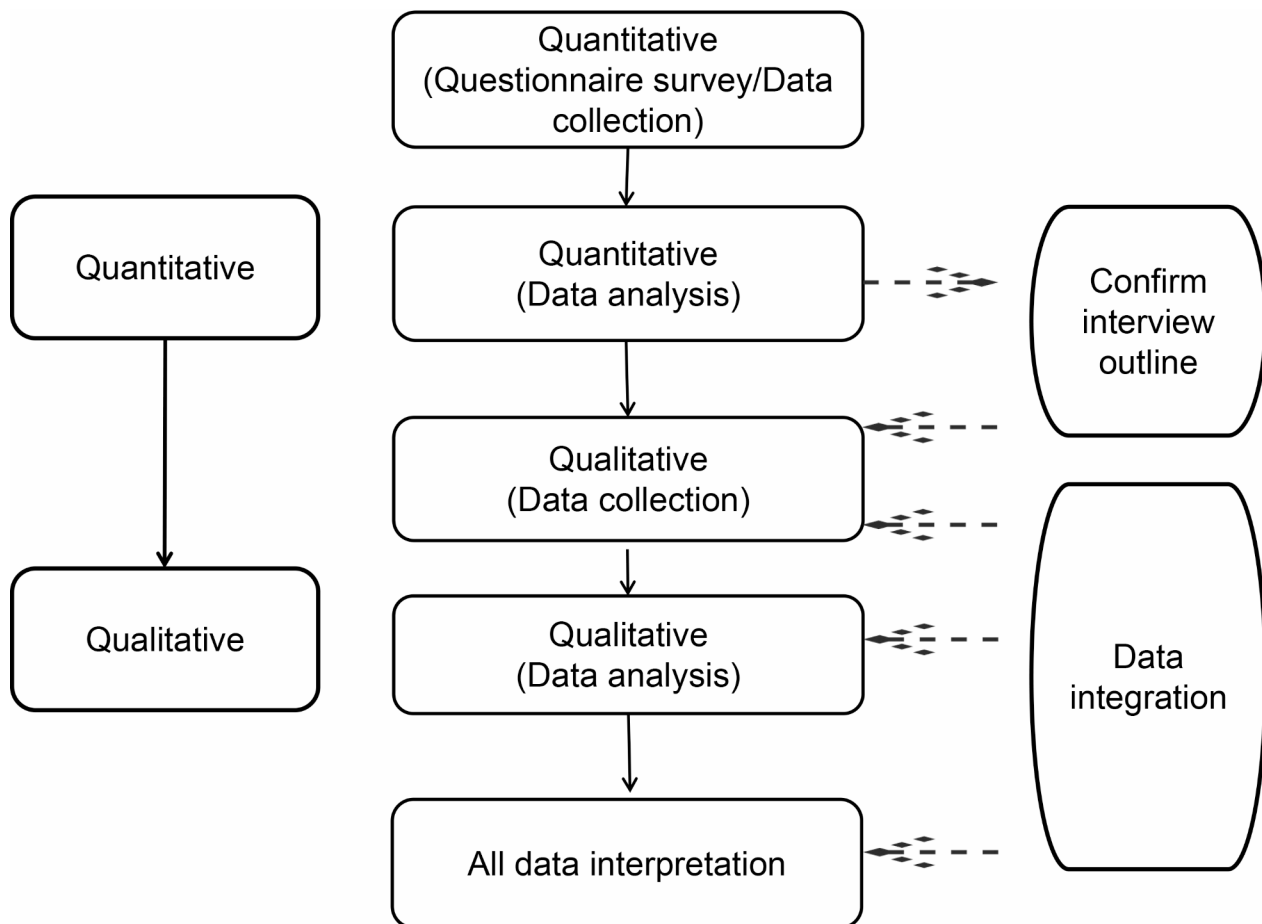 Quantitative
(Questionnaire survey/Data
collection)
Quantitative
Quantitative
(Data analysis)
Confirm
interview
outline
Qualitative
(Data collection)
Qualitative
Qualitative
(Data analysis)
Data
integration
All data interpretation